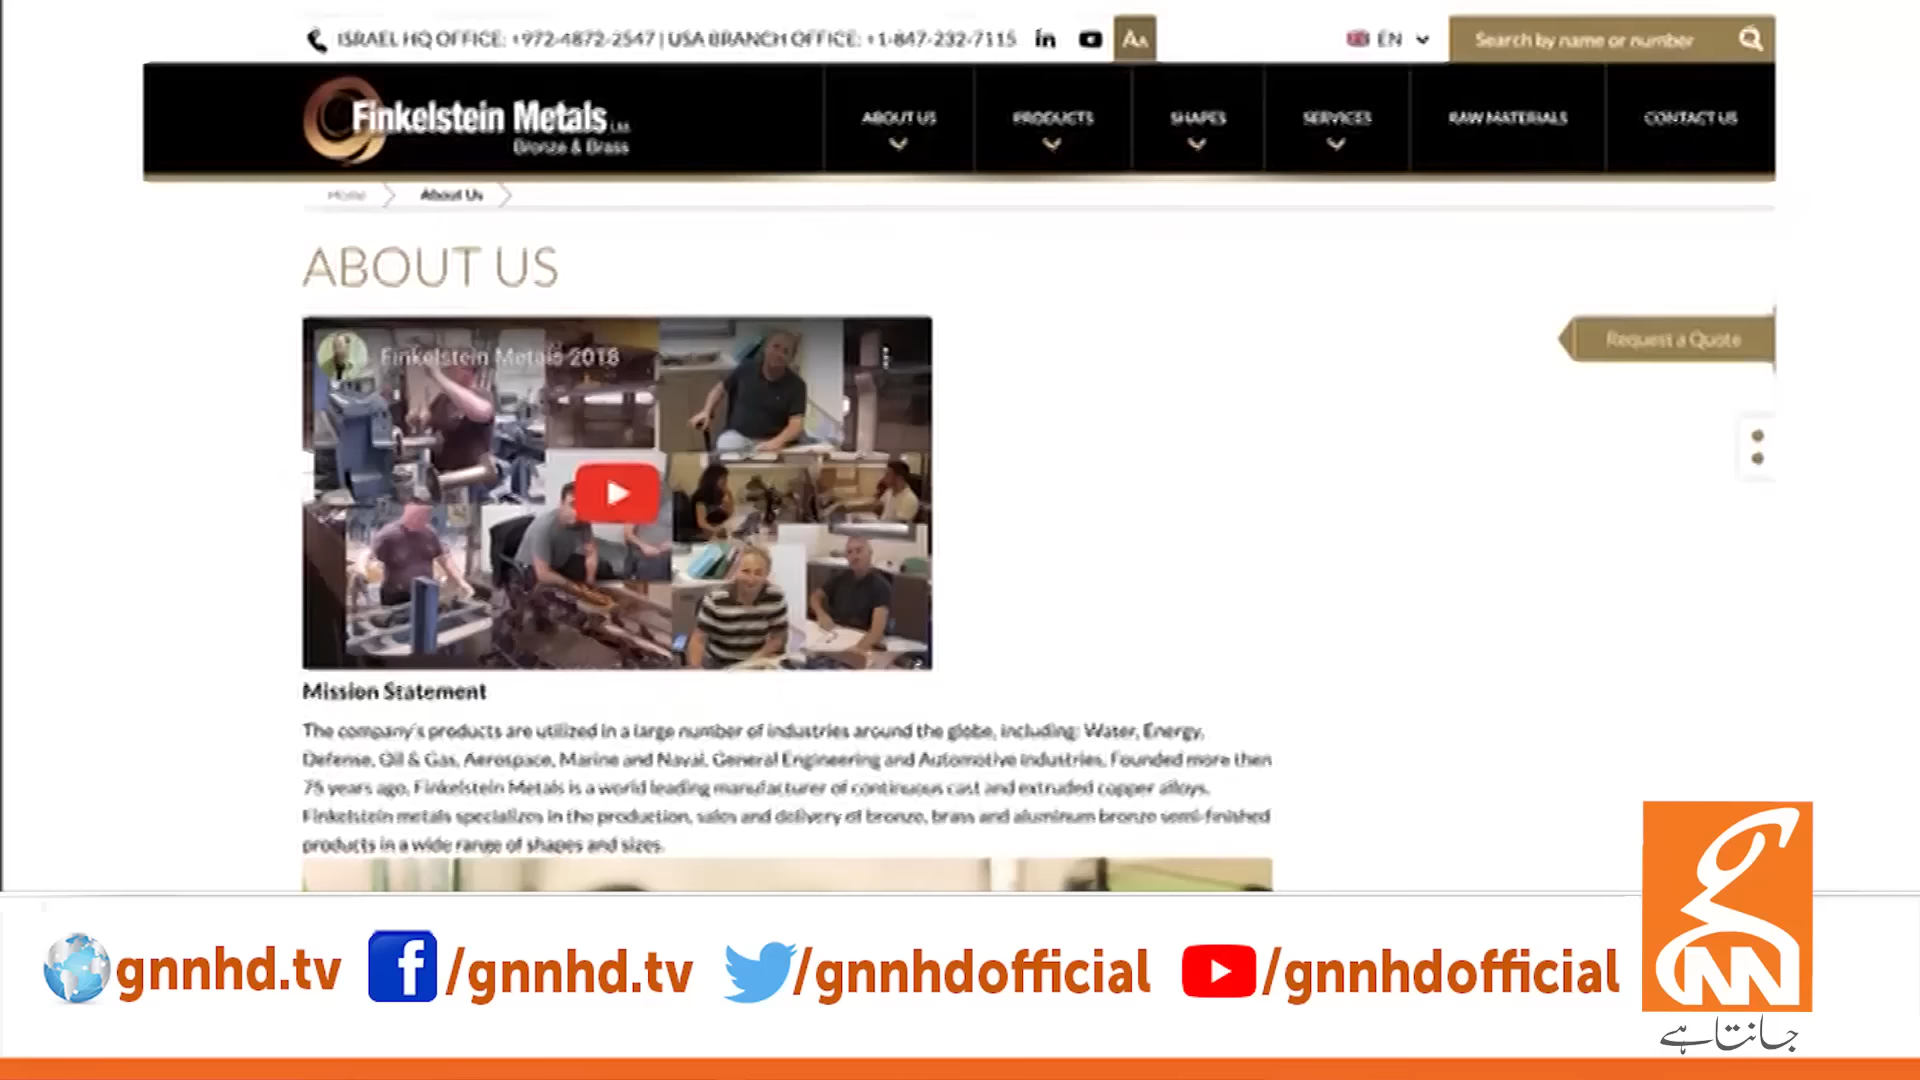 ISRAEL HQ OFFICE: +972-4872-2547 | USA BRANCH OFFICE: +1-847-232-7115
in
AA
EN
Search by name or number
Finkelstein Metals LTD.
Bronze & Brass
ABOUT US
PRODUCTS
SHAPES
SERVICES
RAW MATERIALS
CONTACT US
Home
About Us
ABOUT US
Finkelstein Metals 2018
Request a Quote
Mission Statement
The company's products are utilized in a large number of industries around the globe, including: Water, Energy,
Defense, Oil & Gas, Aerospace, Marine and Naval, General Engineering and Automotive industries. Founded more then
75 years ago, Finkelstein Metals is a world leading manufacturer of continuous cast and extruded copper alloys.
Finkelstein metals specializes in the production, sales and delivery of bronze, brass and aluminum bronze semi-finished
products in a wide range of shapes and sizes.
gnnhd.tv
f /gnnhd.tv
/gnnhdofficial
/gnnhdofficial
GNN
جانتا ہے